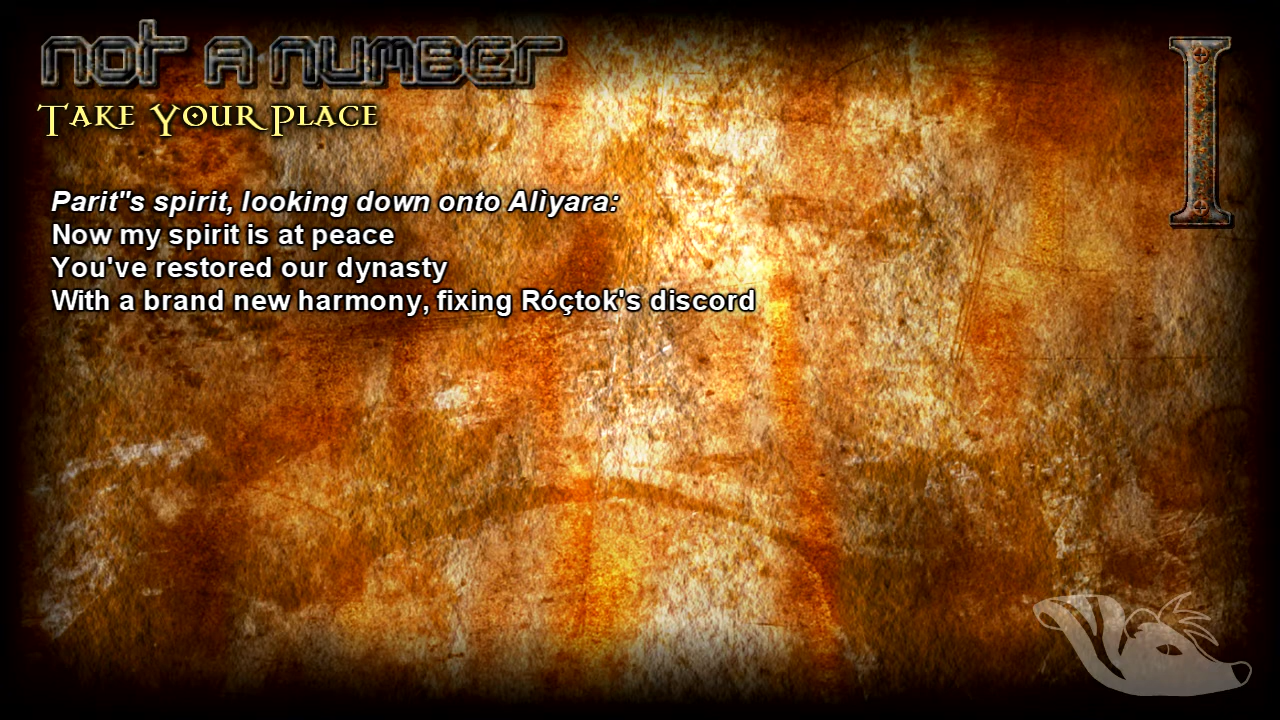 NOT A NUMBER
TAKE YOUR PLACE
I
Parit''s spirit, looking down onto Alìyara:
Now my spirit is at peace
You've restored our dynasty
With a brand new harmony, fixing Róçtok's discord